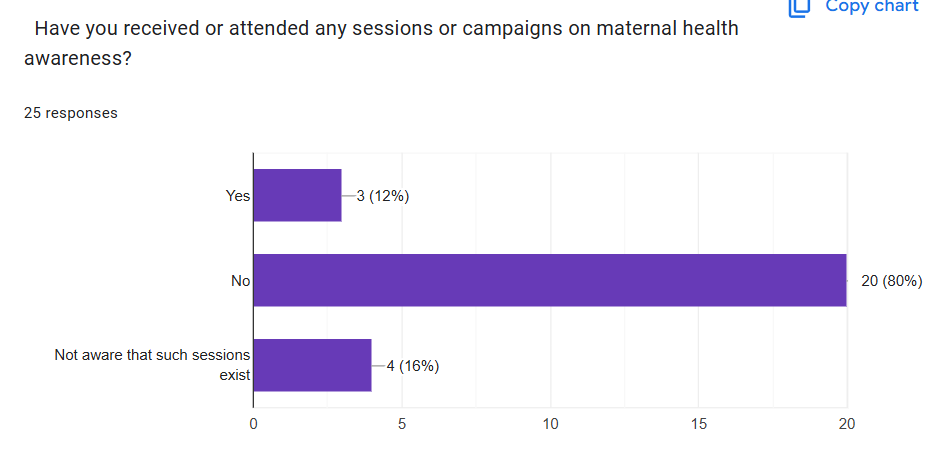 Copy chart
Have you received or attended any sessions or campaigns on maternal health
awareness?
25 responses
Yes
3 (12%)
No
20 (80%)
Not aware that such sessions
exist
4 (16%)
0
5
10
15
20